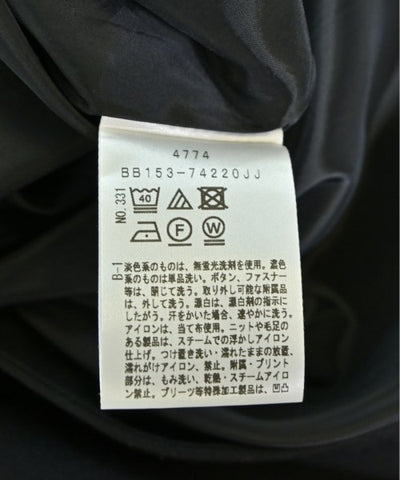 4774
BB153-74220JJ
NO.331
40
F
W
B-1
淡色系のものは、無蛍光洗剤を使用。濃色
系のものは単品洗い。ボタン、ファスナー
等は、閉じて洗う。取り外し可能な附属品
は、外して洗う。漂白は、漂白剤の指示に
したがう。汗をかいた場合、速やかに洗う。
アイロンは、当て布使用。ニットや毛足の
ある製品は、スチームでの浮かしアイロン
仕上げ。つけ置き洗い・濡れたままの放置、
濡れがけアイロン、禁止。附属・プリント
部分は、もみ洗い、乾熱・スチームアイロ
ン禁止。プリーツ等特殊加工製品は、凹凸